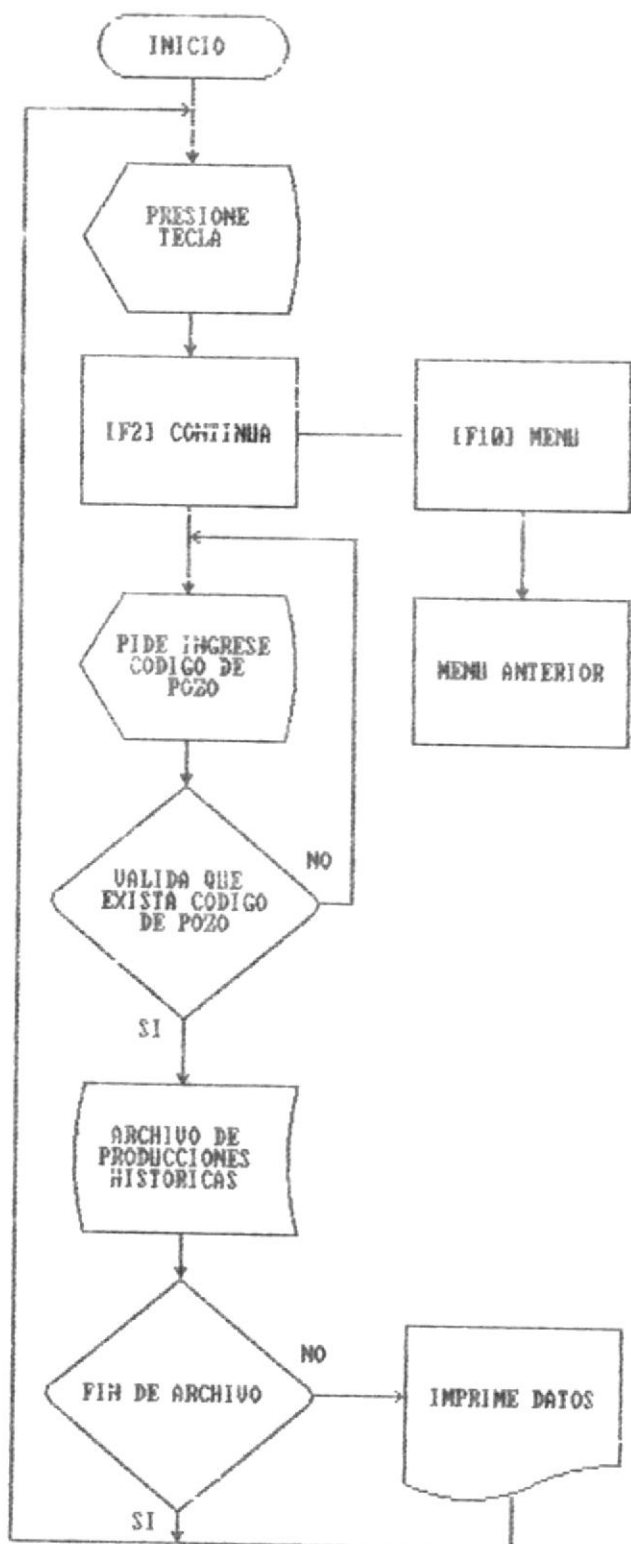 INICIO
PRESIONE
TECLA
[F2] CONTINUA
[F10] MENU
PIDE INGRESE
CODIGO DE
POZO
MENU ANTERIOR
NO
VALIDA QUE
EXISTA CODIGO
DE POZO
SI
ARCHIVO DE
PRODUCCIONES
HISTORICAS
NO
FIN DE ARCHIVO
IMPRIME DATOS
SI